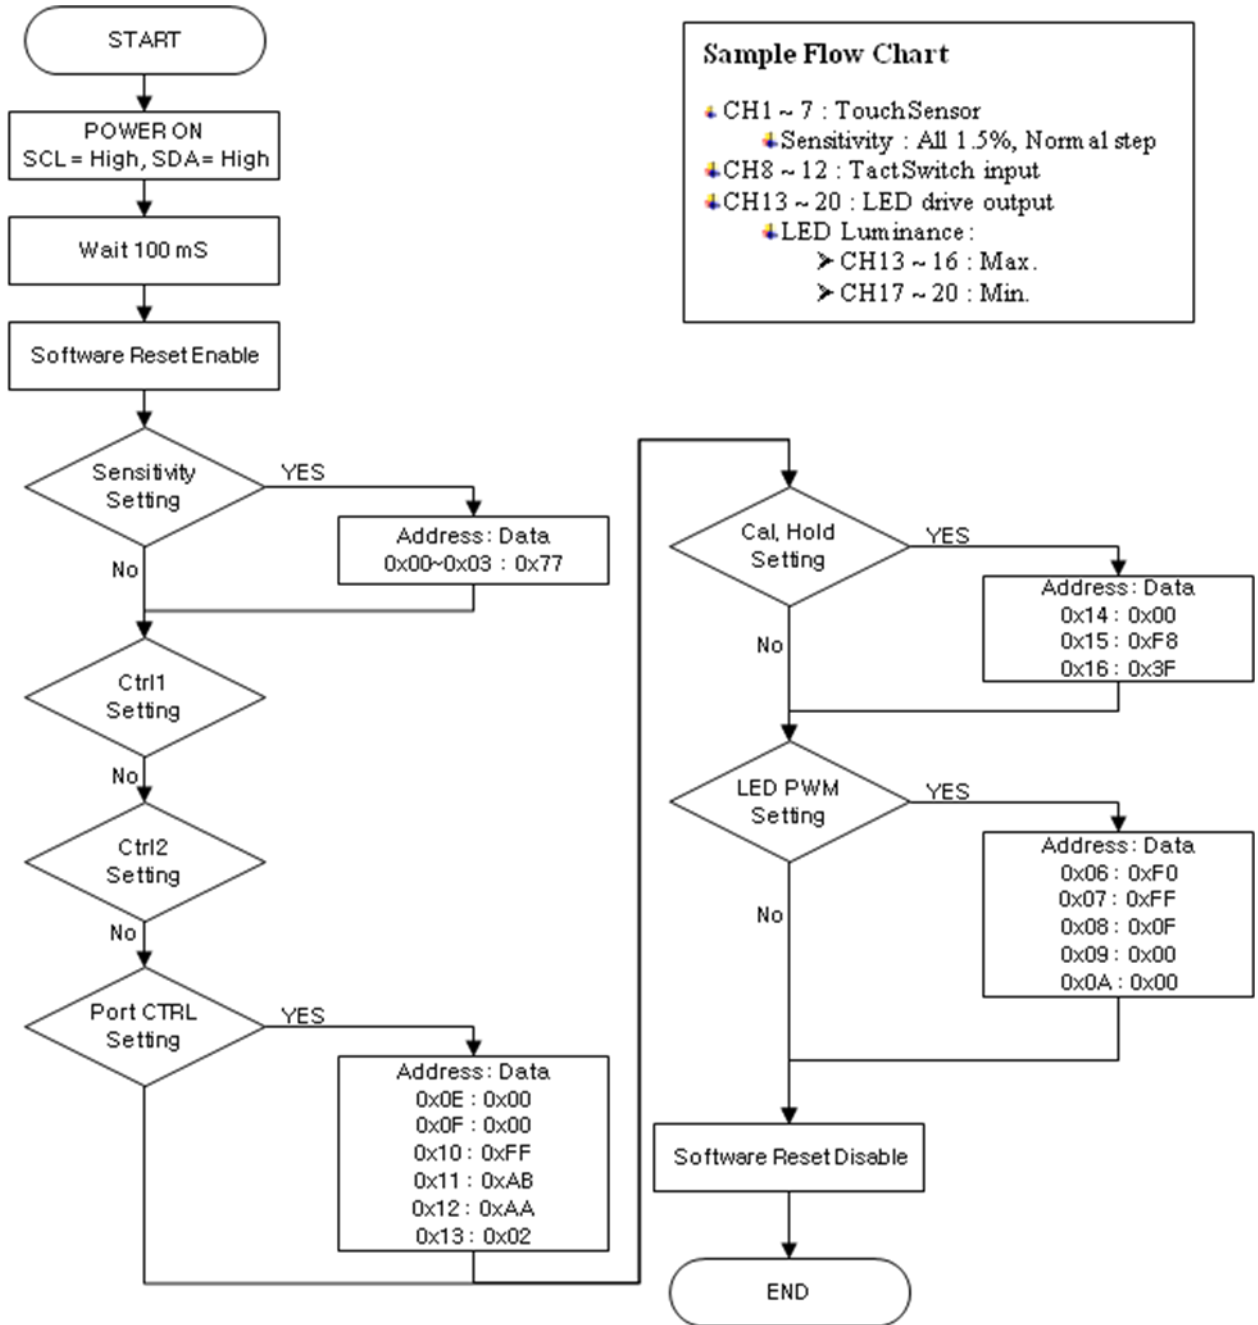 START
POWER ON
SCL = High, SDA= High
Wait 100 mS
Software Reset Enable
Sensitivity
Setting
YES
Address: Data
0x00~0x03 : 0x77
No
Ctrl1
Setting
No
Ctrl2
Setting
No
Port CTRL
Setting
YES
Address: Data
0x0E : 0x00
0x0F : 0x00
0x10 : 0xFF
0x11 : 0xAB
0x12 : 0xAA
0x13 : 0x02
Sample Flow Chart
CH1 ~ 7 : TouchSensor
Sensitivity : All 1.5%, Normal step
CH8 ~ 12 : TactSwitch input
CH13 ~ 20 : LED drive output
LED Luminance :
CH13 ~ 16 : Max.
CH17 ~ 20 : Min.
Cal, Hold
Setting
YES
Address: Data
0x14 : 0x00
0x15 : 0xF8
0x16 : 0x3F
No
LED PWM
Setting
YES
Address: Data
0x06 : 0xF0
0x07 : 0xFF
0x08 : 0x0F
0x09 : 0x00
0x0A : 0x00
No
Software Reset Disable
END